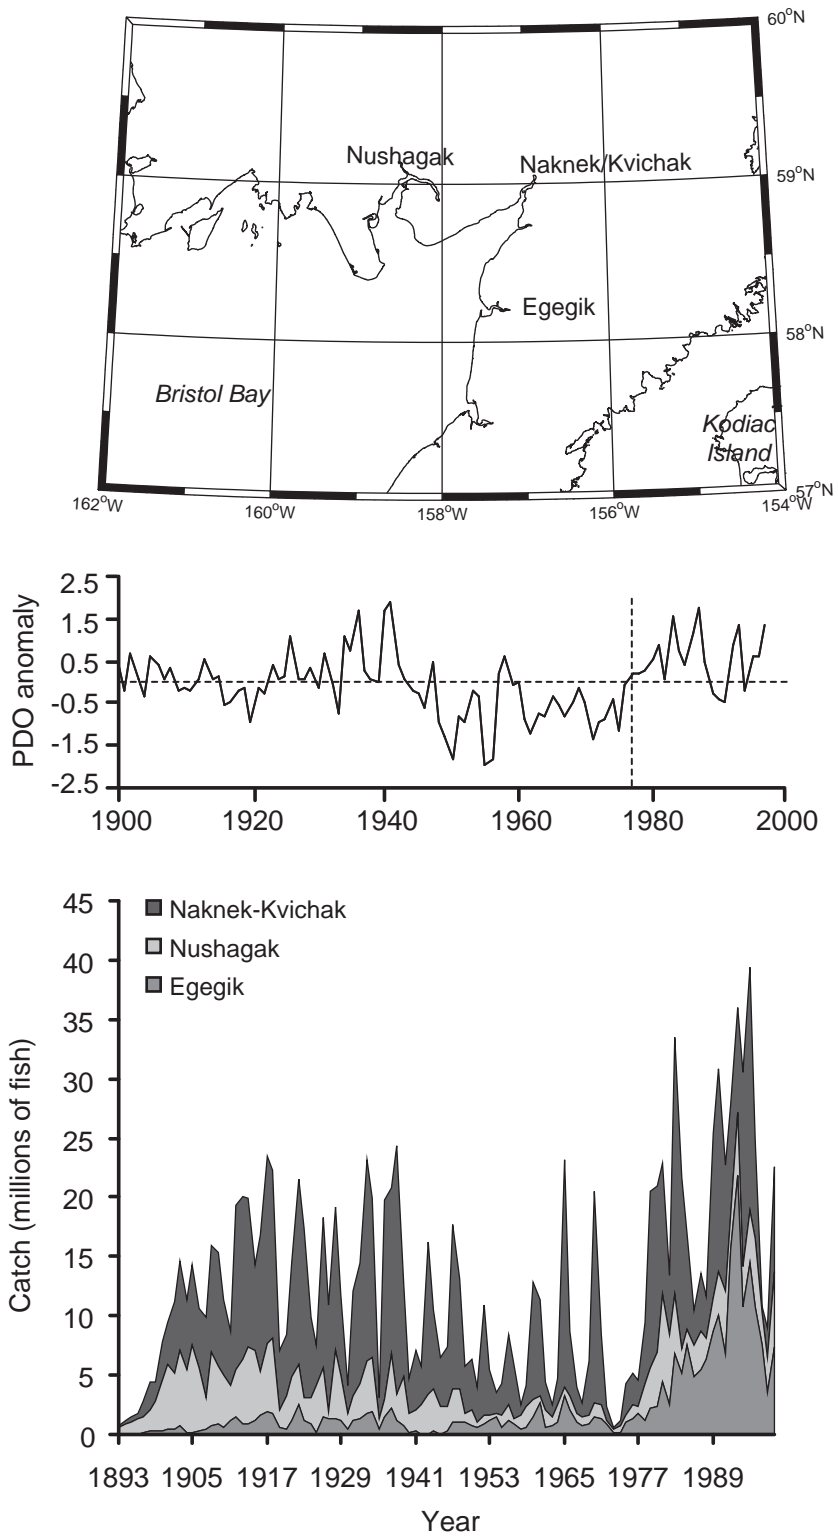 60°N
Nushagak
Naknek/Kvichak
59°N
Egegik
58°N
Bristol Bay
Kodiac
Island
57°N
162°W
160°W
158°W
156°W
154°W
PDO anomaly
2.5
1.5
0.5
-0.5
-1.5
-2.5
1900 1920 1940 1960 1980 2000
Catch (millions of fish)
45
40
35
30
25
20
15
10
5
0
Naknek-Kvichak
Nushagak
Egegik
1893 1905 1917 1929 1941 1953 1965 1977 1989
Year